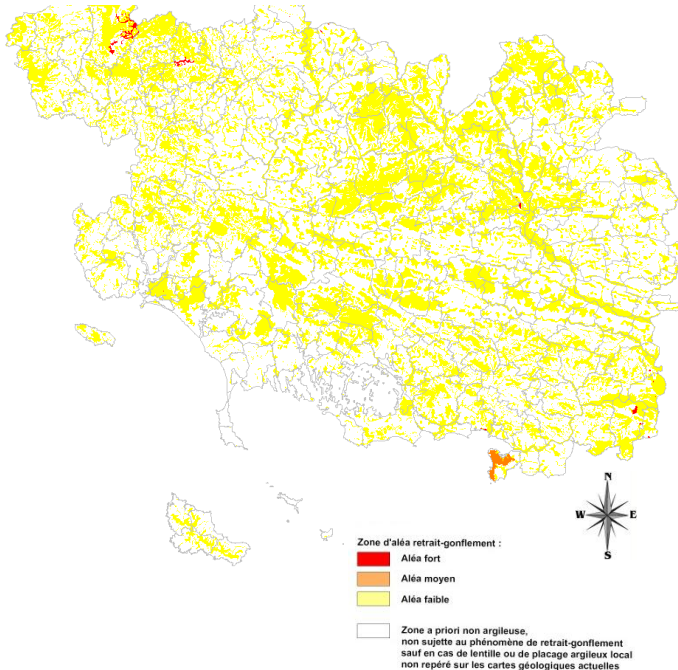 N
W E
S
Zone d'aléa retrait-gonflement :
Aléa fort
Aléa moyen
Aléa faible
Zone a priori non argileuse,
non sujette au phénomène de retrait-gonflement
sauf en cas de lentille ou de placage argileux local
non repéré sur les cartes géologiques actuelles